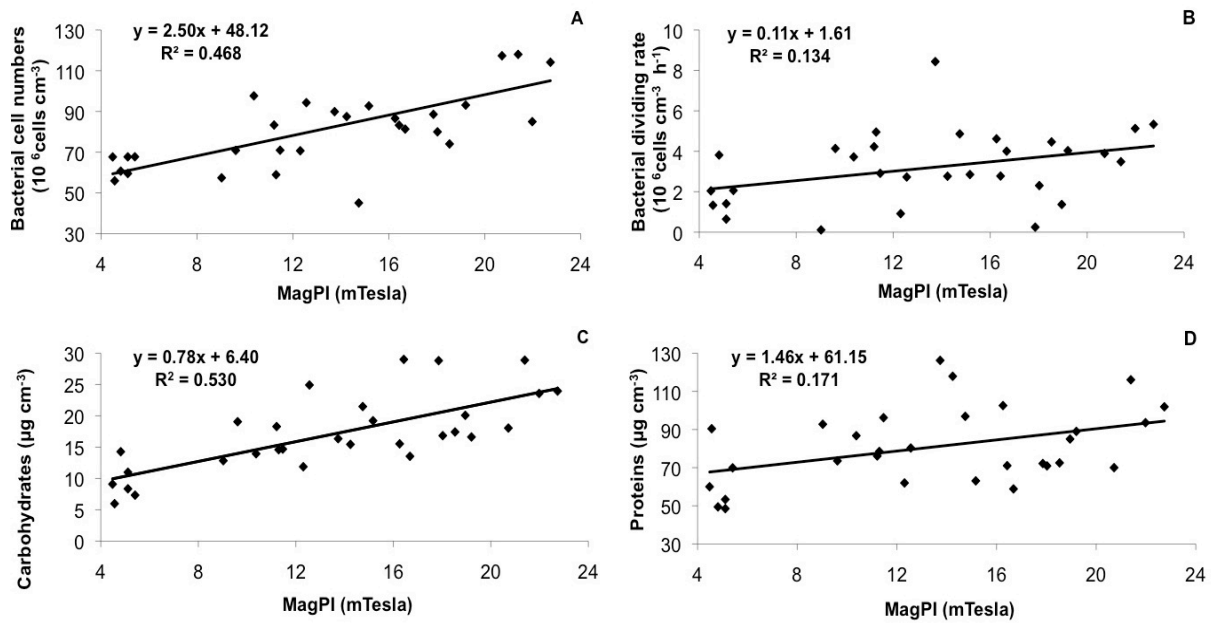 A
y = 2.50x + 48.12
R² = 0.468
Bacterial cell numbers
(10 ⁶cells cm⁻³)
130
110
90
70
50
30
4 8 12 16 20 24
MagPI (mTesla)
B
y = 0.11x + 1.61
R² = 0.134
Bacterial dividing rate
(10 ⁶cells cm⁻³ h⁻¹)
10
8
6
4
2
0
4 8 12 16 20 24
MagPI (mTesla)
C
y = 0.78x + 6.40
R² = 0.530
Carbohydrates (µg cm⁻³)
30
25
20
15
10
5
0
4 8 12 16 20 24
MagPI (mTesla)
D
y = 1.46x + 61.15
R² = 0.171
Proteins (µg cm⁻³)
130
110
90
70
50
30
4 8 12 16 20 24
MagPI (mTesla)